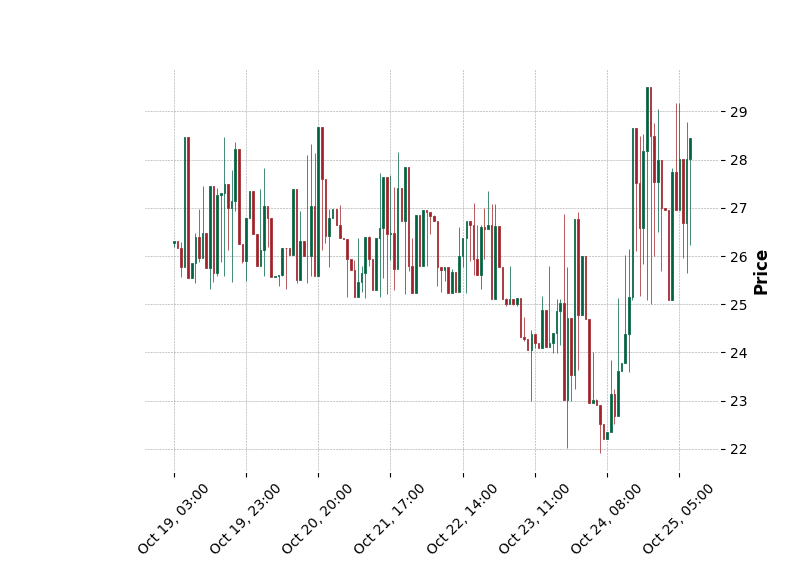 29
28
27
26
25
24
23
22
Price
Oct 19, 03:00
Oct 19, 23:00
Oct 20, 20:00
Oct 21, 17:00
Oct 22, 14:00
Oct 23, 11:00
Oct 24, 08:00
Oct 25, 05:00